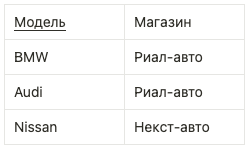 Модель Магазин
BMW Риал-авто
Audi Риал-авто
Nissan Некст-авто